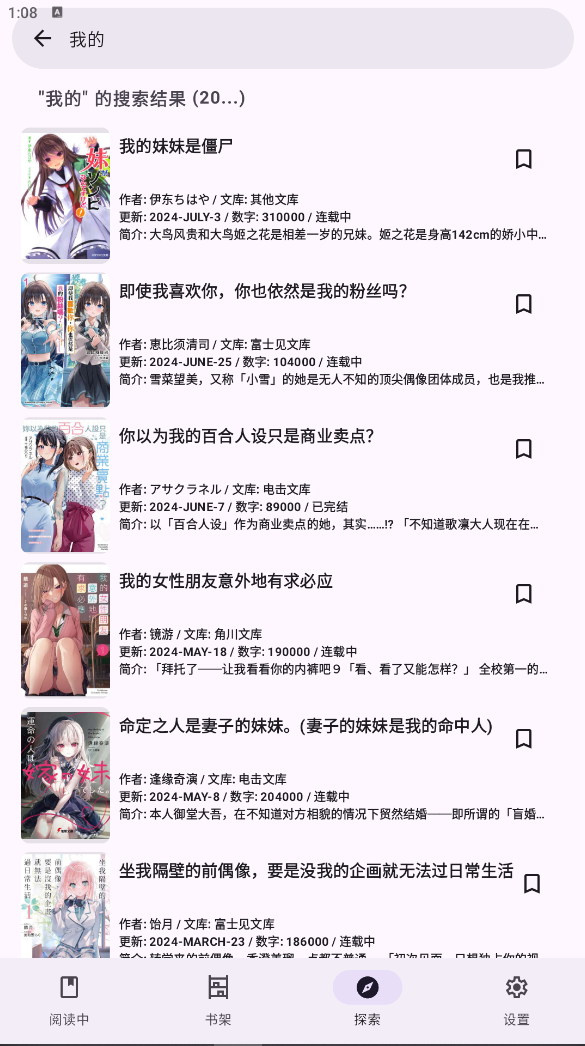 1:08
A
我的
"我的" 的搜索结果 (20...)
我的妹妹是僵尸
作者: 伊东ちはや / 文库: 其他文库
更新: 2024-JULY-3 / 数字: 310000 / 连载中
简介: 大鸟风贵和大鸟姬之花是相差一岁的兄妹。姬之花是身高142cm的娇小中…
即使我喜欢你，你也依然是我的粉丝吗？
作者: 恵比须清司 / 文库: 富士见文库
更新: 2024-JUNE-25 / 数字: 104000 / 连载中
简介: 雪菜望美，又称「小雪」的她是无人不知的顶尖偶像团体成员，也是我推…
你以为我的百合人设只是商业卖点？
作者: アサクラネル / 文库: 电击文库
更新: 2024-JUNE-7 / 数字: 89000 / 已完结
简介: 以「百合人设」作为商业卖点的她，其实……!? 「不知道歌凛大人现在在…
我的女性朋友意外地有求必应
作者: 镜游 / 文库: 角川文库
更新: 2024-MAY-18 / 数字: 190000 / 连载中
简介: 「拜托了——让我看看你的内裤吧９「看、看了又能怎样？」 全校第一的…
命定之人是妻子的妹妹。(妻子的妹妹是我的命中人)
作者: 逢缘奇演 / 文库: 电击文库
更新: 2024-MAY-8 / 数字: 204000 / 连载中
简介: 本人御堂大吾，在不知道对方相貌的情况下贸然结婚——即所谓的「盲婚…
坐我隔壁的前偶像，要是没我的企画就无法过日常生活
作者: 饴月 / 文库: 富士见文库
更新: 2024-MARCH-23 / 数字: 186000 / 连载中
阅读中
书架
探索
设置